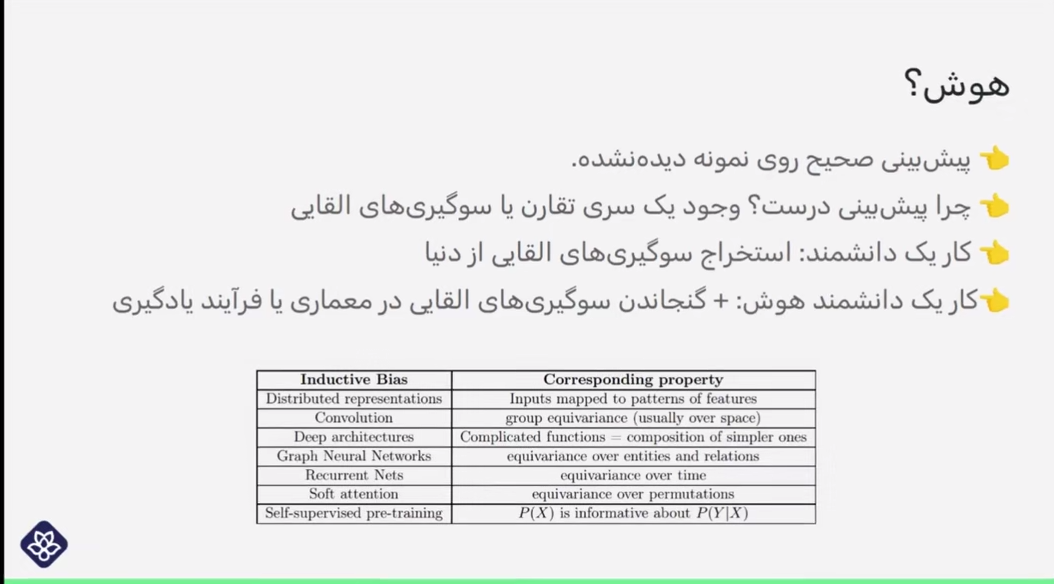 هوش؟
👈 پیش‌بینی صحیح روی نمونه دیده‌نشده.
👈 چرا پیش‌بینی درست؟ وجود یک سری تقارن یا سوگیری‌های القایی
👈 کار یک دانشمند: استخراج سوگیری‌های القایی از دنیا
👈کار یک دانشمند هوش: + گنجاندن سوگیری‌های القایی در معماری یا فرآیند یادگیری
Inductive Bias Corresponding property
Distributed representations Inputs mapped to patterns of features
Convolution group equivariance (usually over space)
Deep architectures Complicated functions = composition of simpler ones
Graph Neural Networks equivariance over entities and relations
Recurrent Nets equivariance over time
Soft attention equivariance over permutations
Self-supervised pre-training P(X) is informative about P(Y|X)